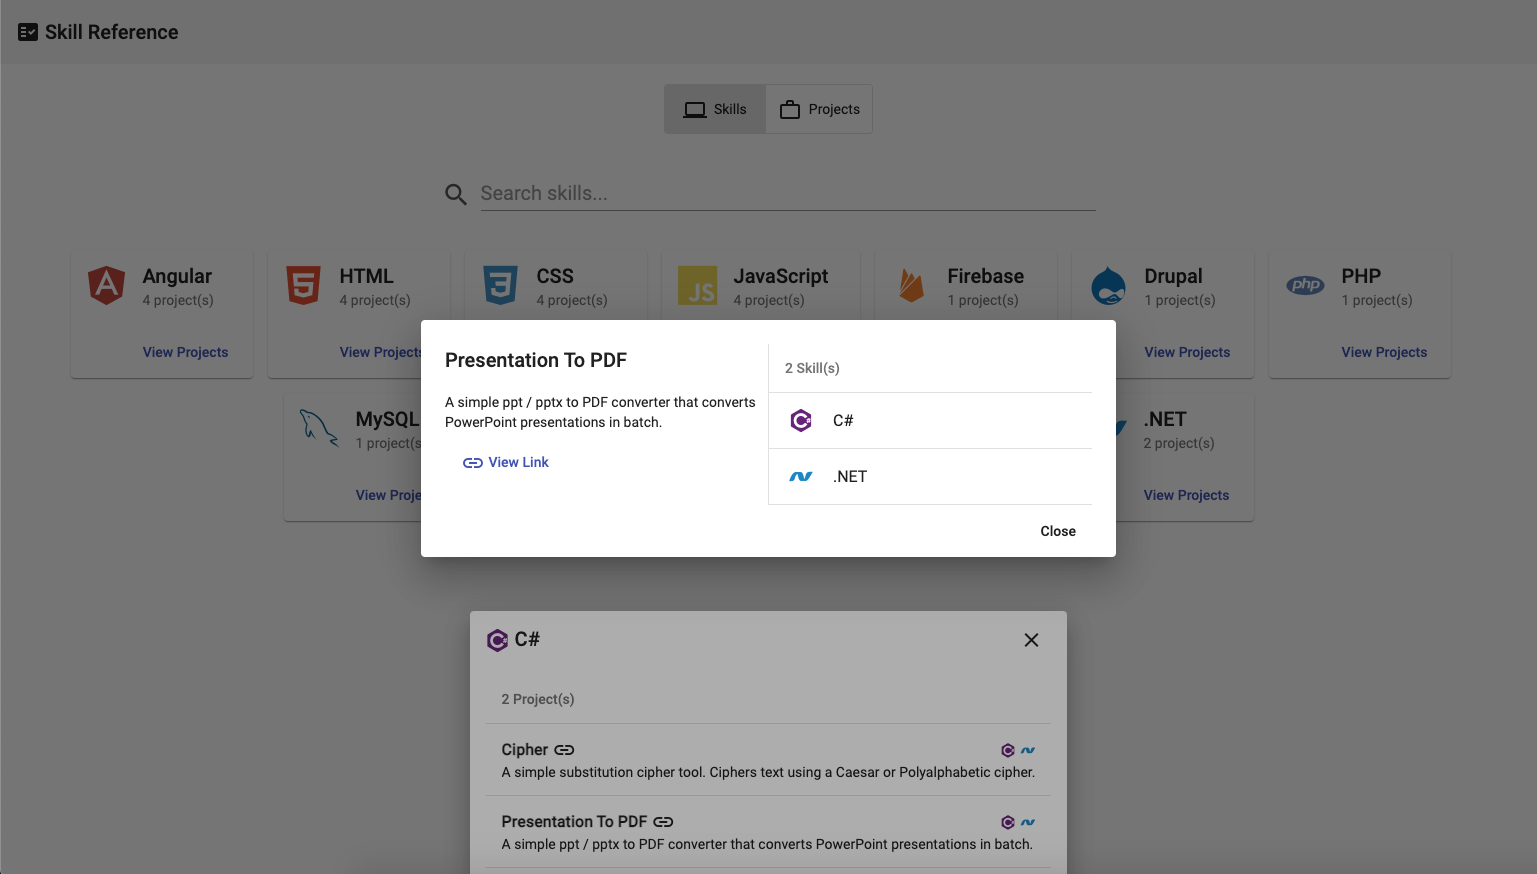 Skill Reference
Skills
Projects
Search skills...
Angular
4 project(s)
View Projects
HTML
4 project(s)
View Projects
CSS
4 project(s)
JS
JavaScript
4 project(s)
Firebase
1 project(s)
Drupal
1 project(s)
View Projects
php
PHP
1 project(s)
View Projects
MySQL
1 project(s)
View Proje
.NET
2 project(s)
View Projects
Presentation To PDF
A simple ppt / pptx to PDF converter that converts
PowerPoint presentations in batch.
View Link
2 Skill(s)
C#
.NET
Close
C#
2 Project(s)
Cipher
A simple substitution cipher tool. Ciphers text using a Caesar or Polyalphabetic cipher.
Presentation To PDF
A simple ppt / pptx to PDF converter that converts PowerPoint presentations in batch.